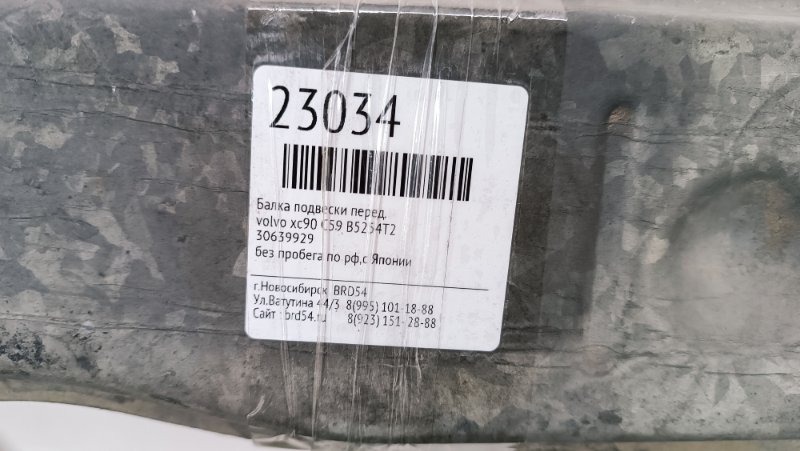 23034
Балка подвески перед.
volvo xc90 C59 B5254T2
30639929
без пробега по рф,с Японии
г.Новосибирск BRD54
Ул.Ватутина 44/3 8(995) 101-18-88
Сайт : brd54.ru 8(923) 151-28-88